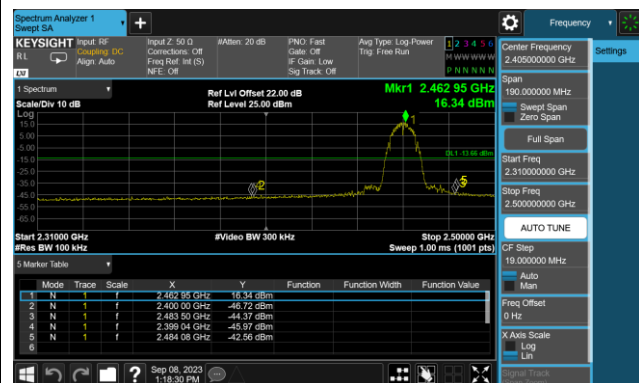 Spectrum Analyzer 1
Swept SA
Frequency
KEYSIGHT
RL
LXI
Input: RF
Coupling: DC
Align: Auto
Input Z: 50 Ω
Corrections: Off
Freq Ref: Int (S)
NFE: Off
#Atten: 20 dB
PNO: Fast
Gate: Off
IF Gain: Low
Sig Track: Off
Avg Type: Log-Power
Trig: Free Run
1 2 3 4 5 6
M W W W W W
P N N N N N
1 Spectrum
Scale/Div 10 dB
Ref Lvl Offset 22.00 dB
Ref Level 25.00 dBm
Mkr1 2.462 95 GHz
16.34 dBm
Log
15.0
5.00
-5.00
-15.0
-25.0
-35.0
-45.0
-55.0
-65.0
1
DL1 -13.66 dBm
2
5
Start 2.31000 GHz
#Res BW 100 kHz
#Video BW 300 kHz
Stop 2.50000 GHz
Sweep 1.00 ms (1001 pts)
5 Marker Table
Mode Trace Scale X Y Function Function Width Function Value
1 N 1 f 2.462 95 GHz 16.34 dBm
2 N 1 f 2.400 00 GHz -46.72 dBm
3 N 1 f 2.483 50 GHz -44.37 dBm
4 N 1 f 2.399 04 GHz -45.97 dBm
5 N 1 f 2.484 08 GHz -42.56 dBm
6
Sep 08, 2023
1:18:30 PM
Center Frequency
2.405000000 GHz
Settings
Span
190.000000 MHz
Swept Span
Zero Span
Full Span
Start Freq
2.310000000 GHz
Stop Freq
2.500000000 GHz
AUTO TUNE
CF Step
19.000000 MHz
Auto
Man
Freq Offset
0 Hz
X Axis Scale
Log
Lin
Signal Track